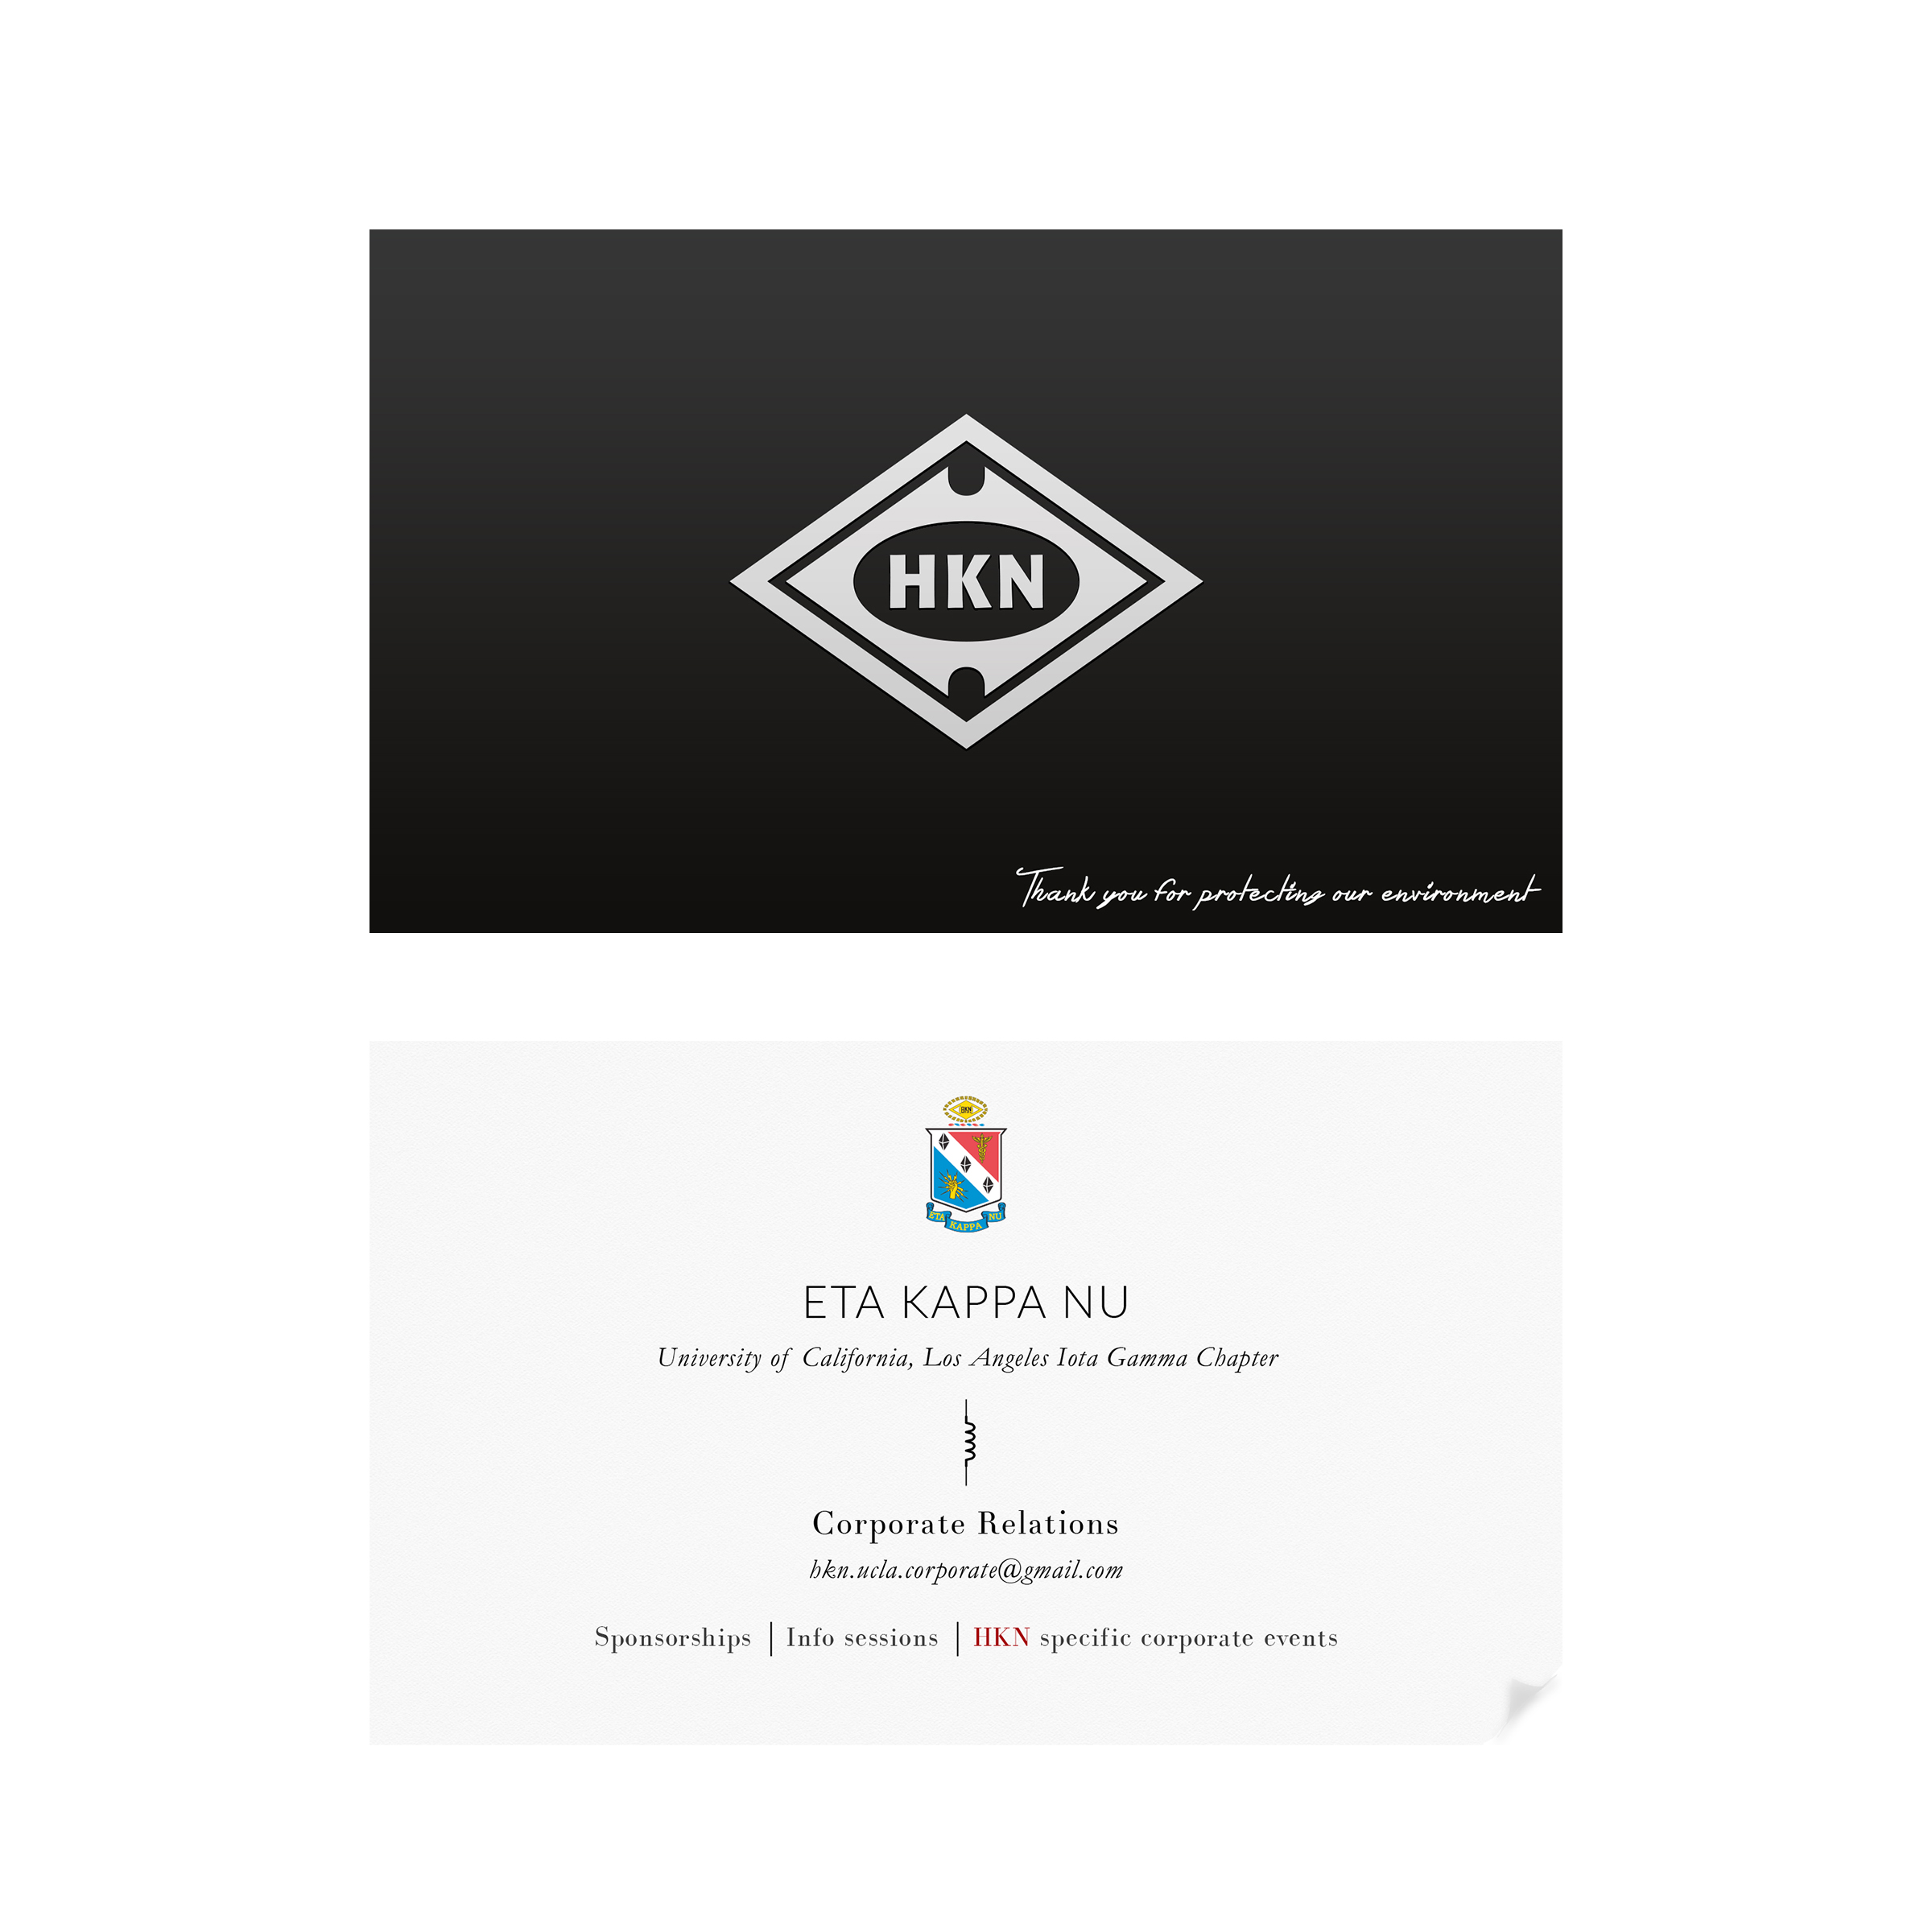 HKN
Thank you for protecting our environment
HKN
ETA KAPPA NU
ETA KAPPA NU
University of California, Los Angeles Iota Gamma Chapter
Corporate Relations
hkn.ucla.corporate@gmail.com
Sponsorships | Info sessions | HKN specific corporate events